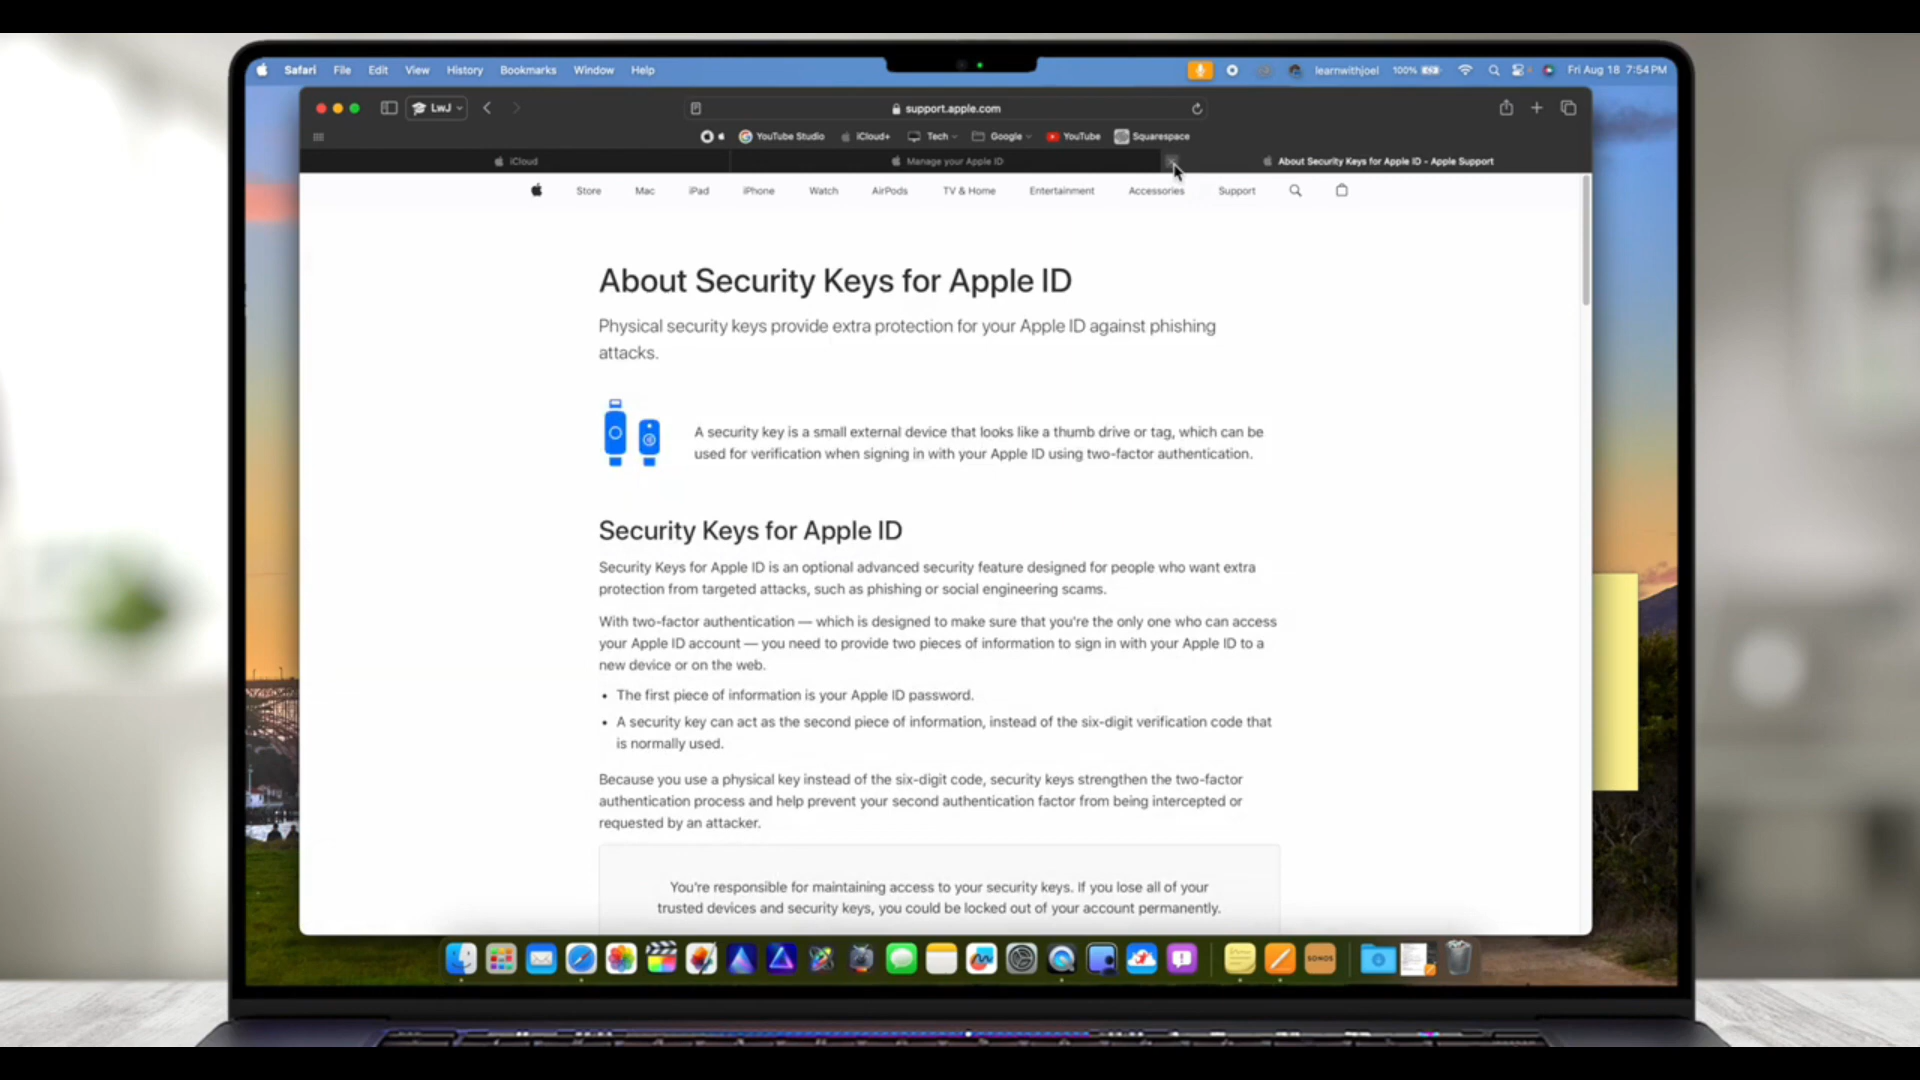 Safari File Edit View History Bookmarks Window Help learnwithjoel 100% Fri Aug 18 7:54 PM
LwJ support.apple.com
YouTube Studio iCloud+ Tech Google YouTube Squarespace
iCloud Manage your Apple ID About Security Keys for Apple ID - Apple Support
Store Mac iPad iPhone Watch AirPods TV & Home Entertainment Accessories Support
About Security Keys for Apple ID
Physical security keys provide extra protection for your Apple ID against phishing
attacks.
A security key is a small external device that looks like a thumb drive or tag, which can be
used for verification when signing in with your Apple ID using two-factor authentication.
Security Keys for Apple ID
Security Keys for Apple ID is an optional advanced security feature designed for people who want extra
protection from targeted attacks, such as phishing or social engineering scams.
With two-factor authentication — which is designed to make sure that you're the only one who can access
your Apple ID account — you need to provide two pieces of information to sign in with your Apple ID to a
new device or on the web.
• The first piece of information is your Apple ID password.
• A security key can act as the second piece of information, instead of the six-digit verification code that
is normally used.
Because you use a physical key instead of the six-digit code, security keys strengthen the two-factor
authentication process and help prevent your second authentication factor from being intercepted or
requested by an attacker.
You're responsible for maintaining access to your security keys. If you lose all of your
trusted devices and security keys, you could be locked out of your account permanently.
SONOS